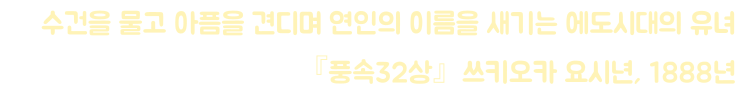 수건을 물고 아픔을 견디며 연인의 이름을 새기는 에도시대의 유녀
『풍속32상』 쓰키오카 요시년, 1888년